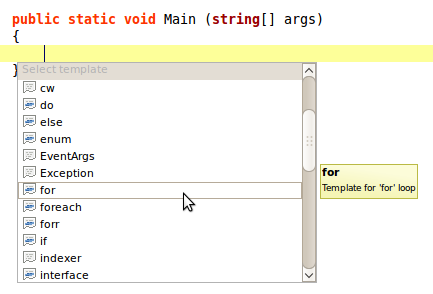 public static void Main (string[] args)
{
}
Select template
cw
do
else
enum
EventArgs
Exception
for
foreach
forr
if
indexer
interface
for
Template for 'for' loop